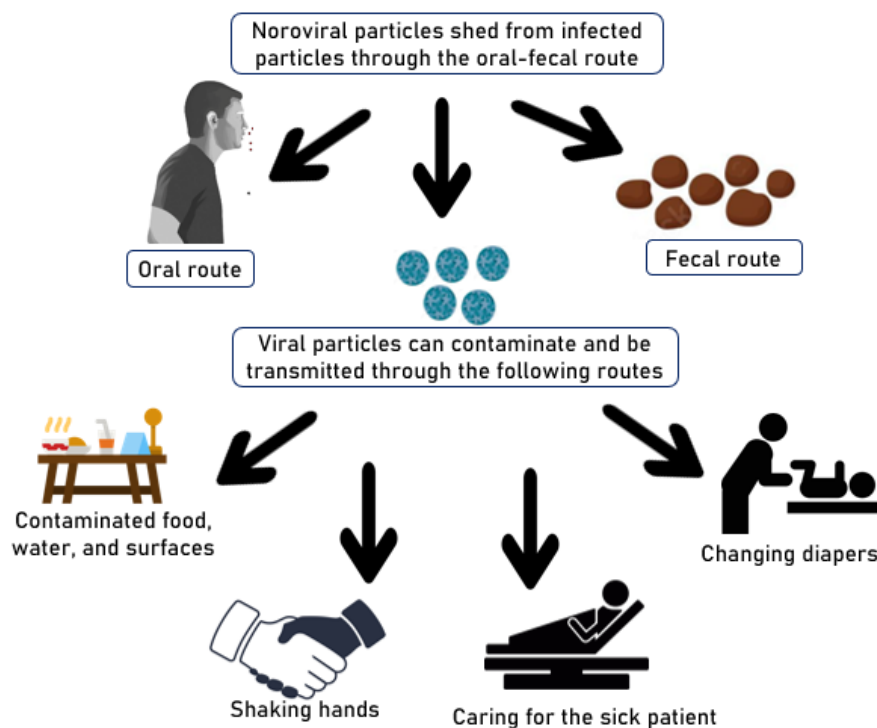 Noroviral particles shed from infected
particles through the oral-fecal route
Oral route
Fecal route
Viral particles can contaminate and be
transmitted through the following routes
Contaminated food,
water, and surfaces
Changing diapers
Shaking hands
Caring for the sick patient